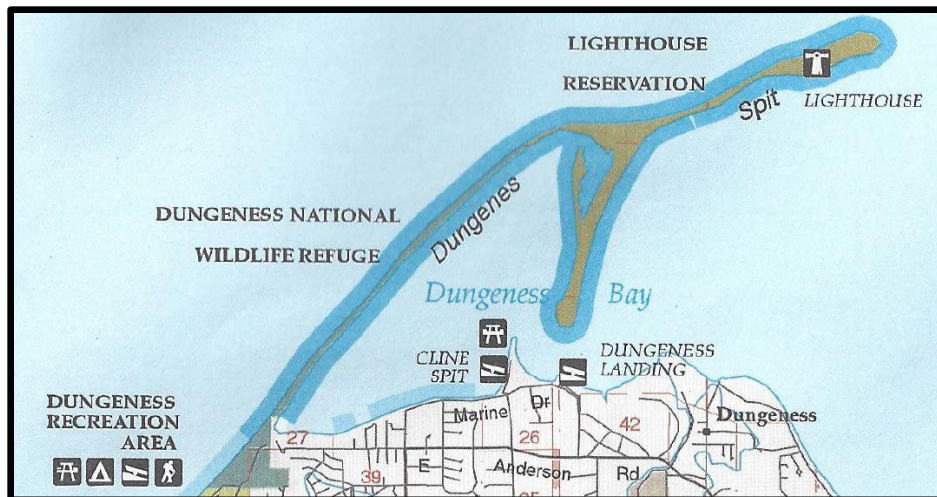 LIGHTHOUSE
RESERVATION
LIGHTHOUSE
Spit
DUNGENESS NATIONAL
WILDLIFE REFUGE
Dungenes
Dungeness Bay
CLINE
SPIT
DUNGENESS
LANDING
DUNGENESS
RECREATION
AREA
Marine Dr
Dungeness
27
26
42
39
E Anderson Rd